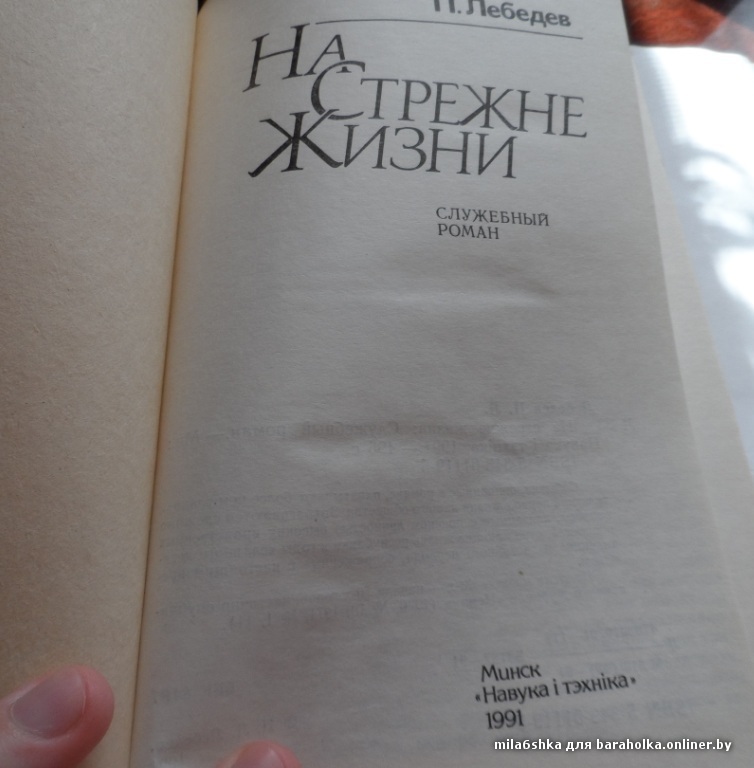 П. Лебедев
На
Стрежне
Жизни
СЛУЖЕБНЫЙ
РОМАН
Минск
«Навука і тэхніка»
1991
mila6shka для baraholka.onliner.by